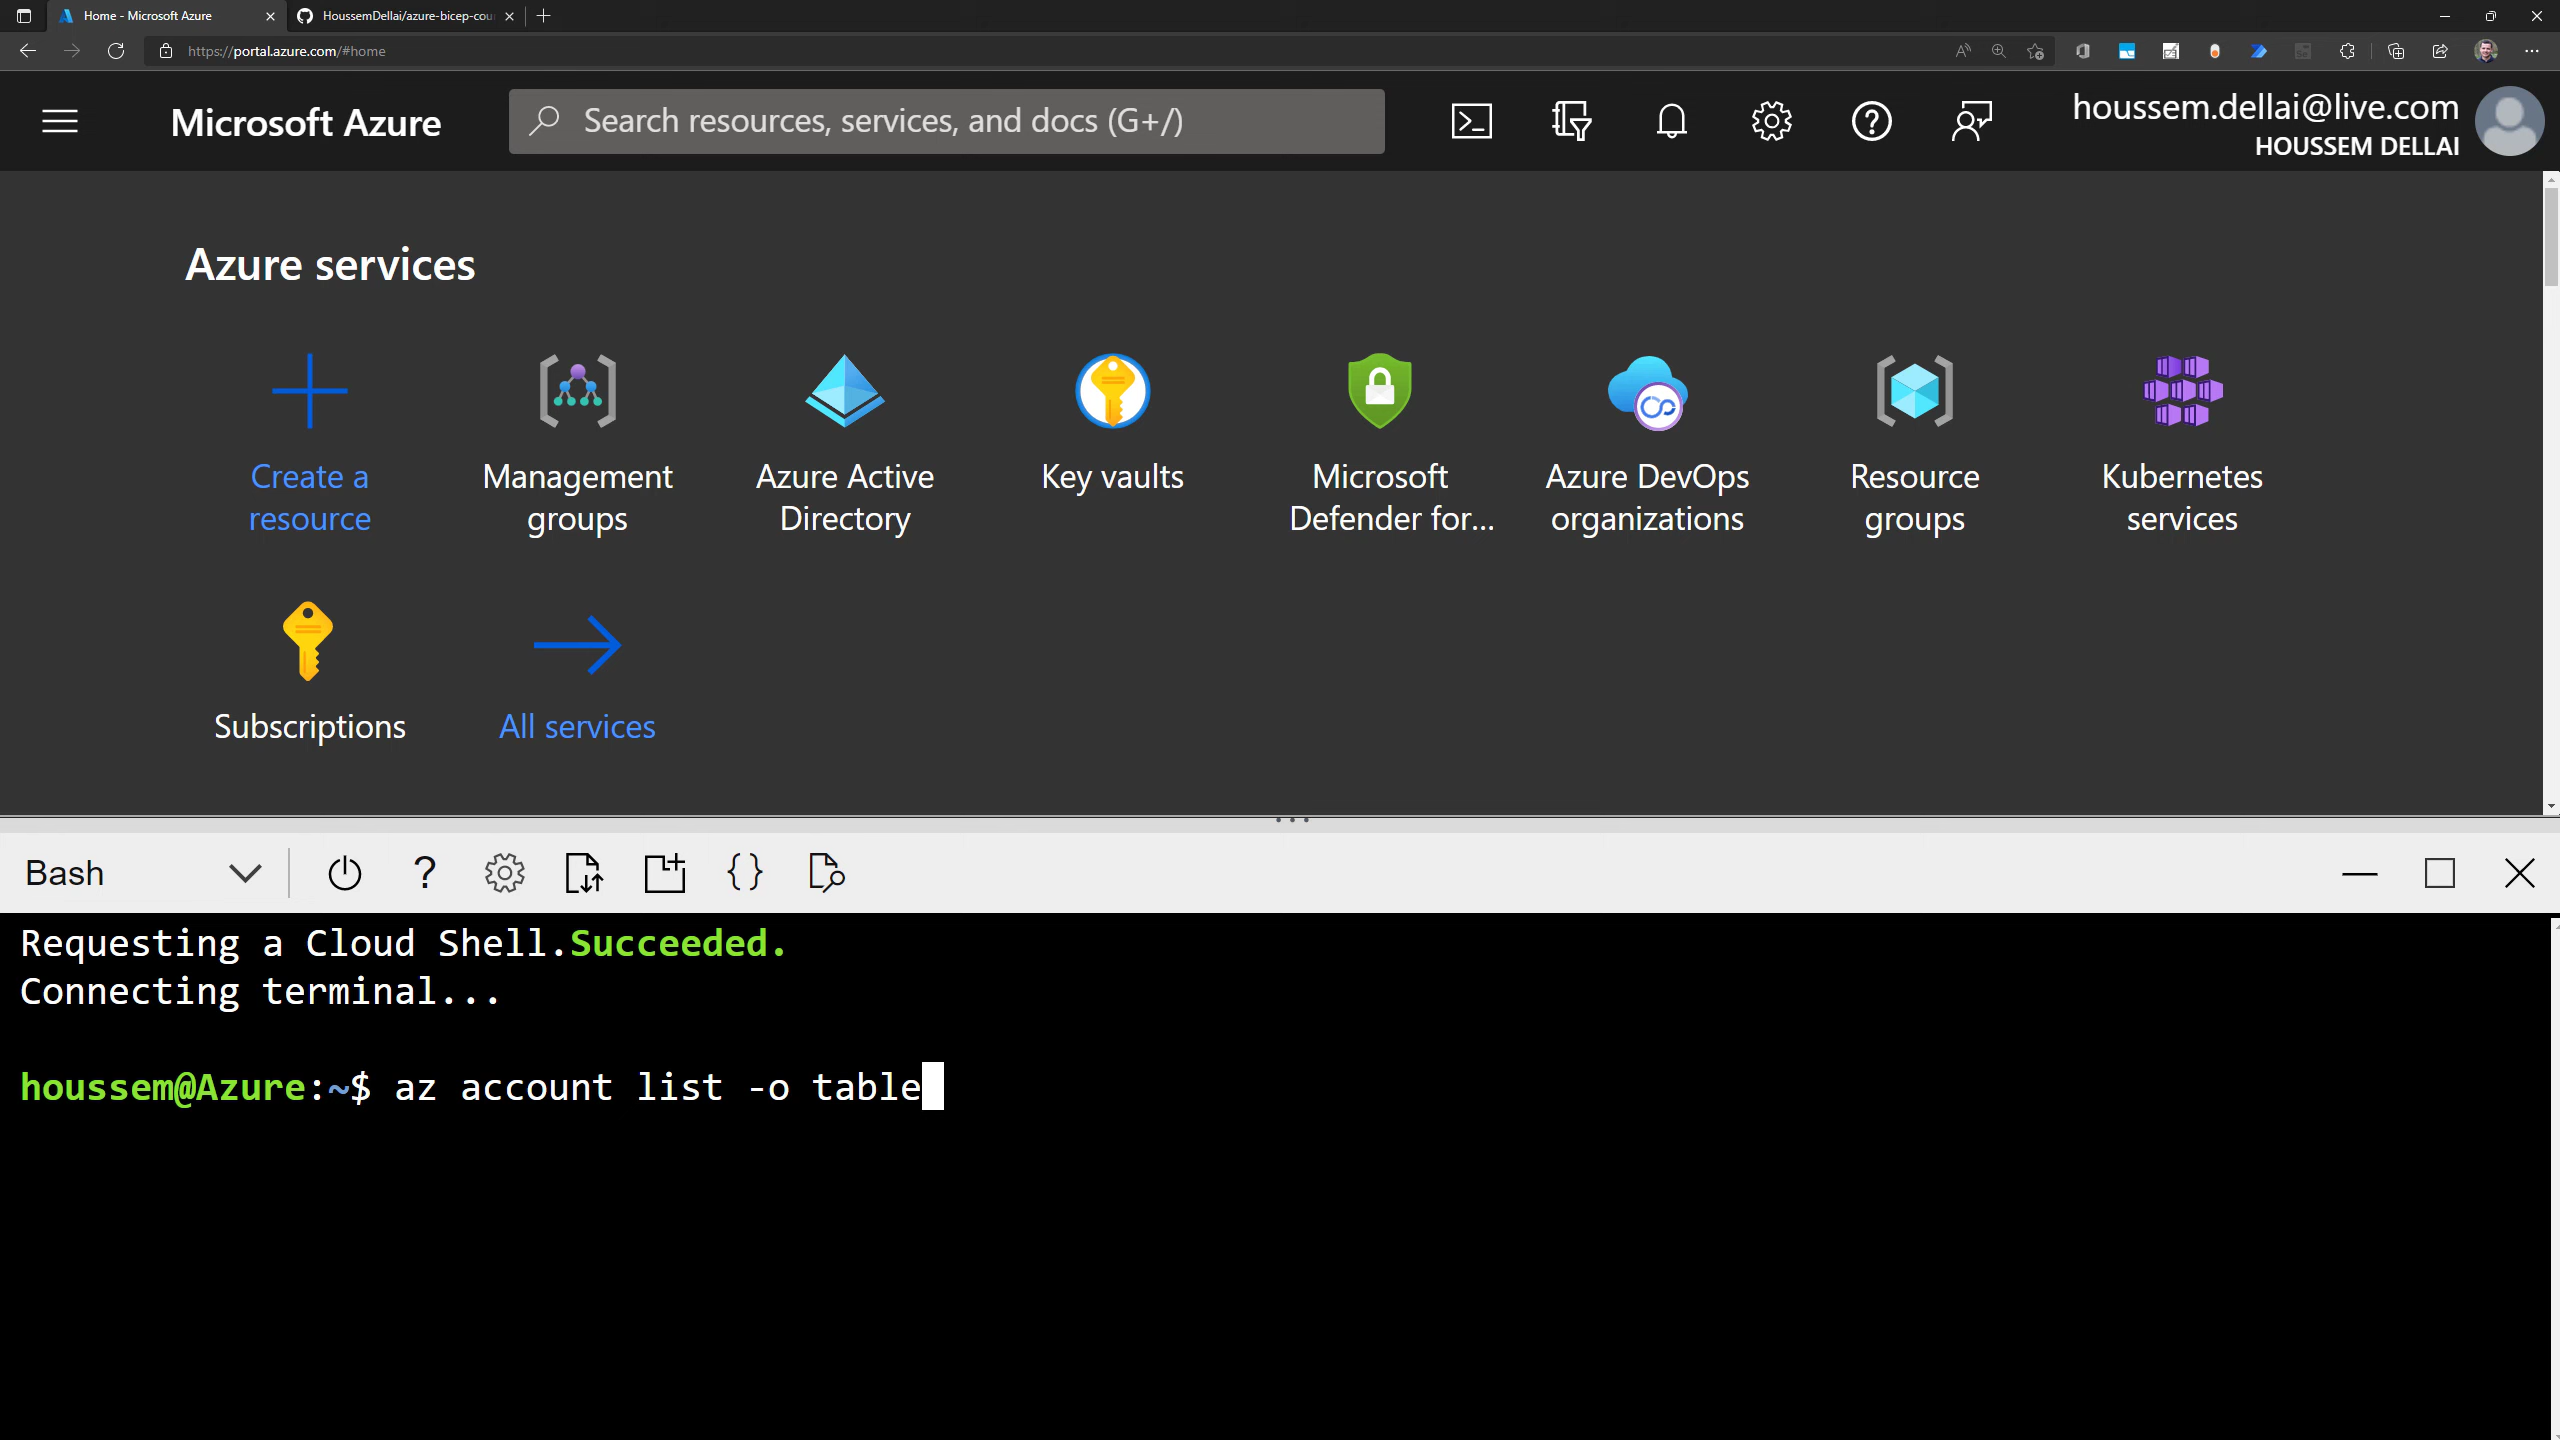 Home - Microsoft Azure
HoussemDellai/azure-bicep-cou
https://portal.azure.com/#home
Microsoft Azure
Search resources, services, and docs (G+/)
houssem.dellai@live.com
HOUSSEM DELLAI
Azure services
Create a resource
Management groups
Azure Active Directory
Key vaults
Microsoft Defender for...
Azure DevOps organizations
Resource groups
Kubernetes services
Subscriptions
All services
Bash
Requesting a Cloud Shell.Succeeded.
Connecting terminal...
houssem@Azure:~$ az account list -o table